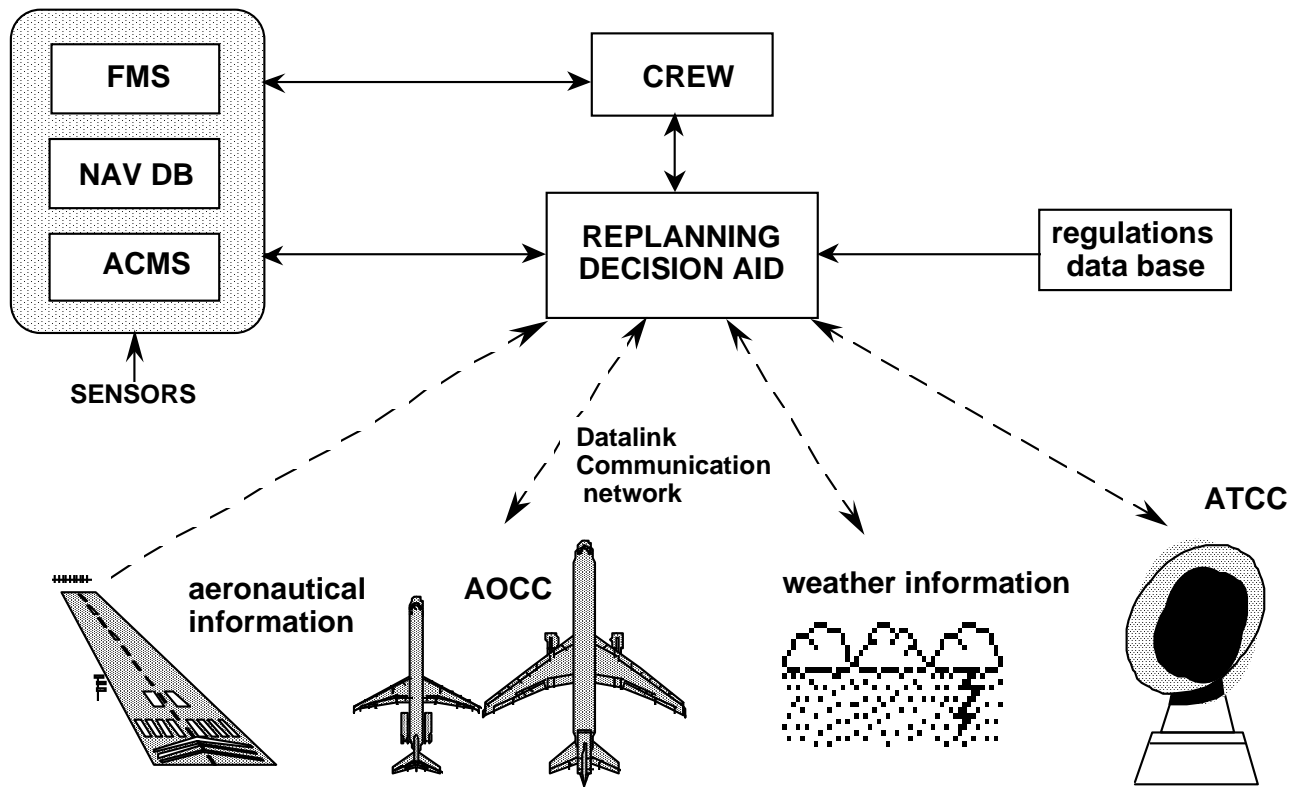 FMS
CREW
NAV DB
ACMS
REPLANNING
DECISION AID
regulations
data base
SENSORS
Datalink
Communication
network
ATCC
aeronautical
information
AOCC
weather information